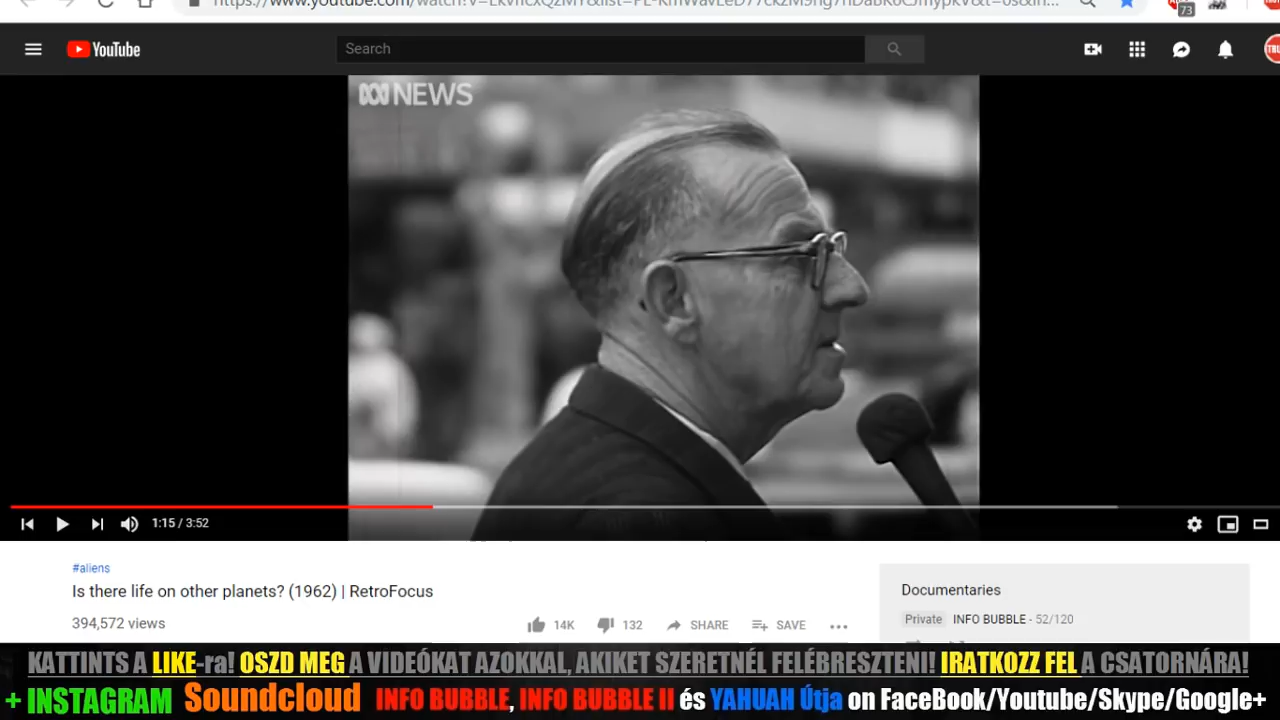 YouTube
Search
73
NEWS
1:15 / 3:52
#aliens
Is there life on other planets? (1962) | RetroFocus
394,572 views
14K
132
SHARE
SAVE
Documentaries
Private INFO BUBBLE - 52/120
KATTINTS A LIKE-ra! OSZD MEG A VIDEÓKAT AZOKKAL, AKIKET SZERETNÉL FELÉBRESZTENI! IRATKOZZ FEL A CSATORNÁRA!
+ INSTAGRAM Soundcloud INFO BUBBLE, INFO BUBBLE II és YAHUAH Útja on FaceBook/Youtube/Skype/Google+